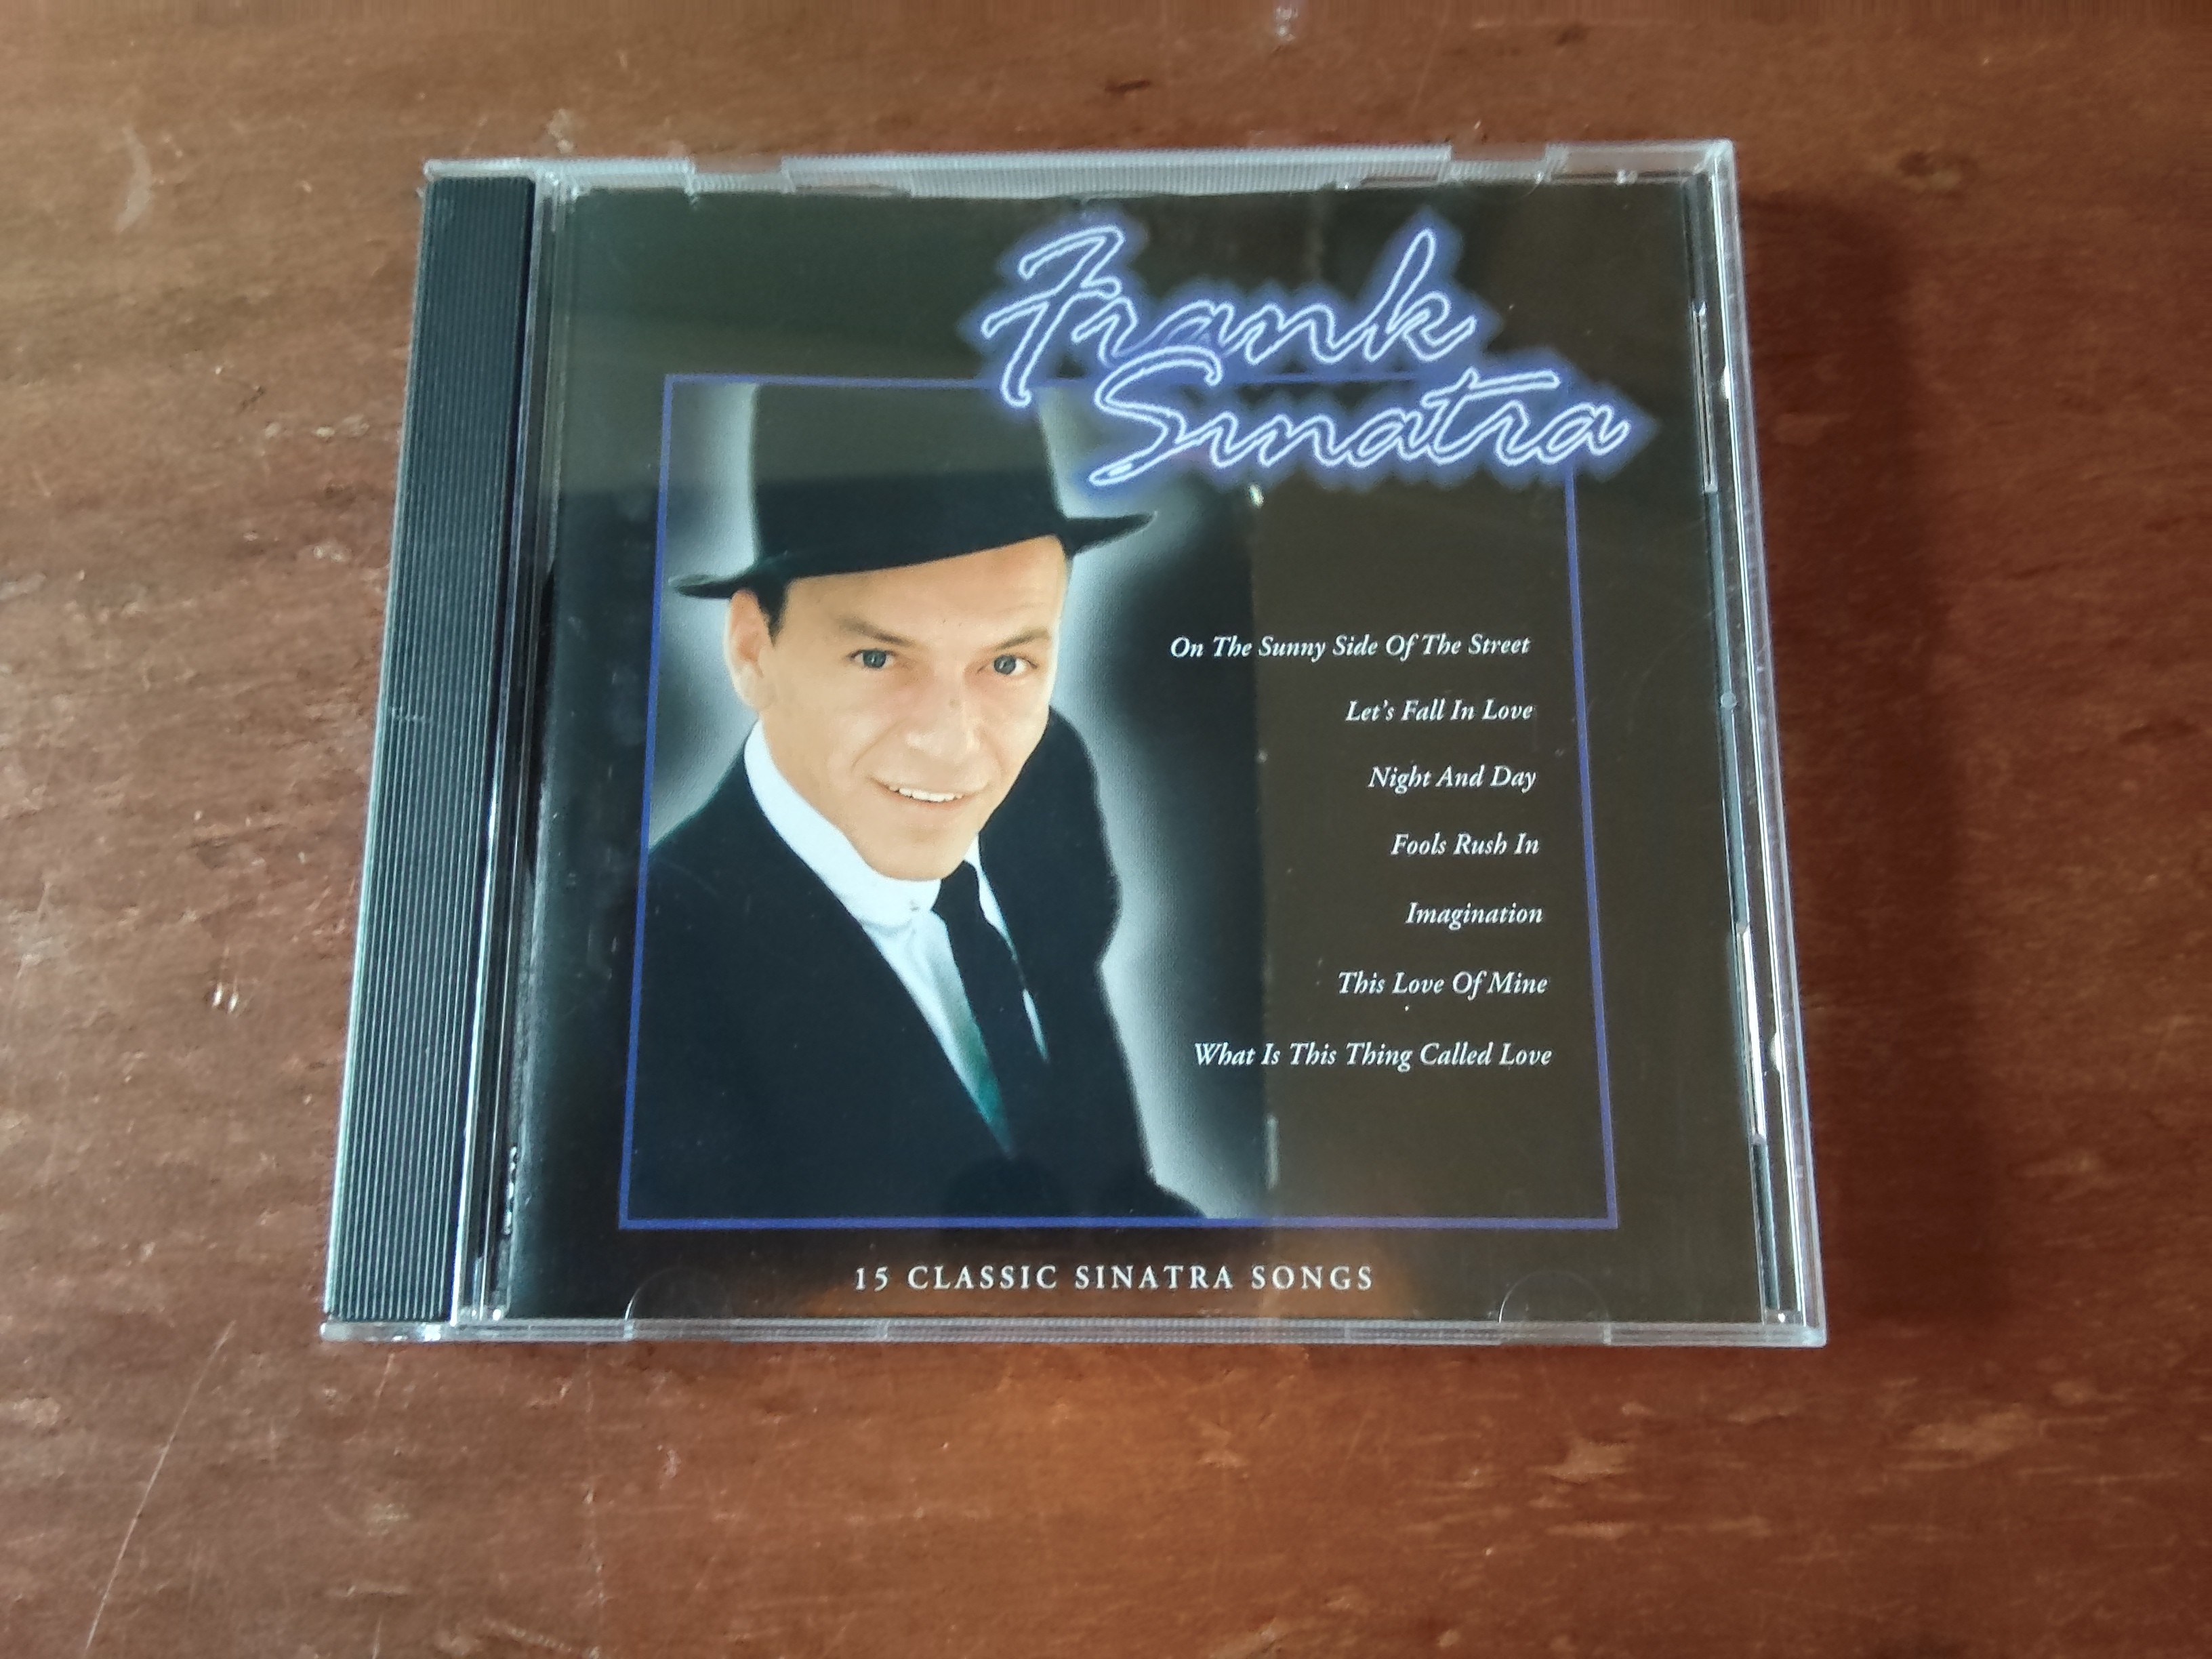 Frank
Sinatra
On The Sunny Side Of The Street
Let's Fall In Love
Night And Day
Fools Rush In
Imagination
This Love Of Mine
What Is This Thing Called Love
15 CLASSIC SINATRA SONGS